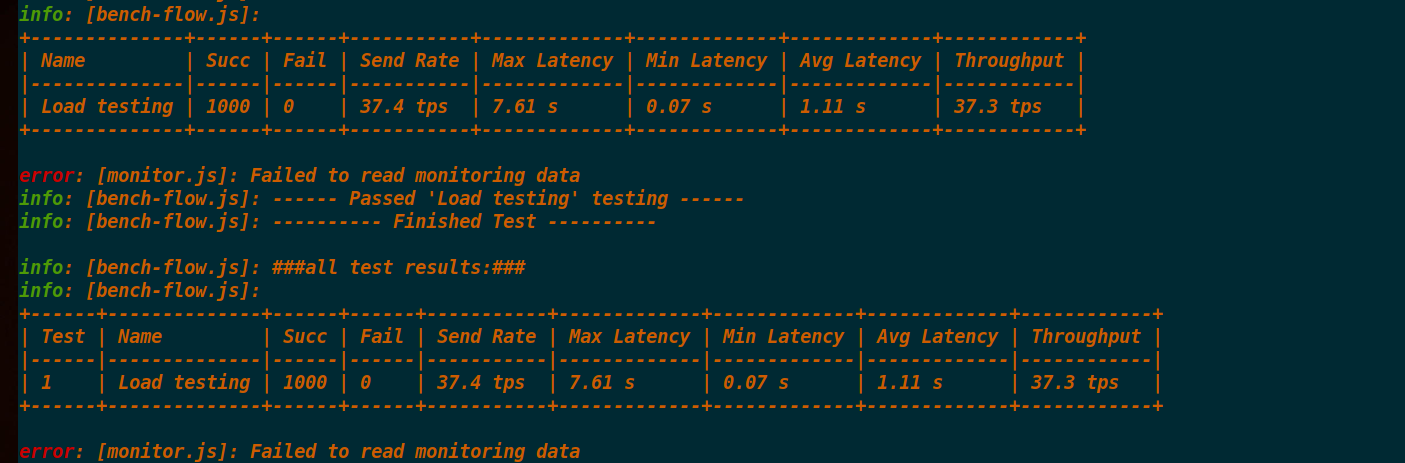 info: [bench-flow.js]:
+--------------+------+------+-----------+-------------+-------------+-------------+------------+
| Name         | Succ | Fail | Send Rate | Max Latency | Min Latency | Avg Latency | Throughput |
|--------------|------|------|-----------|-------------|-------------|-------------|------------|
| Load testing | 1000 | 0    | 37.4 tps  | 7.61 s      | 0.07 s      | 1.11 s      | 37.3 tps   |
+--------------+------+------+-----------+-------------+-------------+-------------+------------+
error: [monitor.js]: Failed to read monitoring data
info: [bench-flow.js]: ------ Passed 'Load testing' testing ------
info: [bench-flow.js]: ---------- Finished Test ----------
info: [bench-flow.js]: ###all test results:###
info: [bench-flow.js]:
+------+--------------+------+------+-----------+-------------+-------------+-------------+------------+
| Test | Name         | Succ | Fail | Send Rate | Max Latency | Min Latency | Avg Latency | Throughput |
|------|--------------|------|------|-----------|-------------|-------------|-------------|------------|
| 1    | Load testing | 1000 | 0    | 37.4 tps  | 7.61 s      | 0.07 s      | 1.11 s      | 37.3 tps   |
+------+--------------+------+------+-----------+-------------+-------------+-------------+------------+
error: [monitor.js]: Failed to read monitoring data